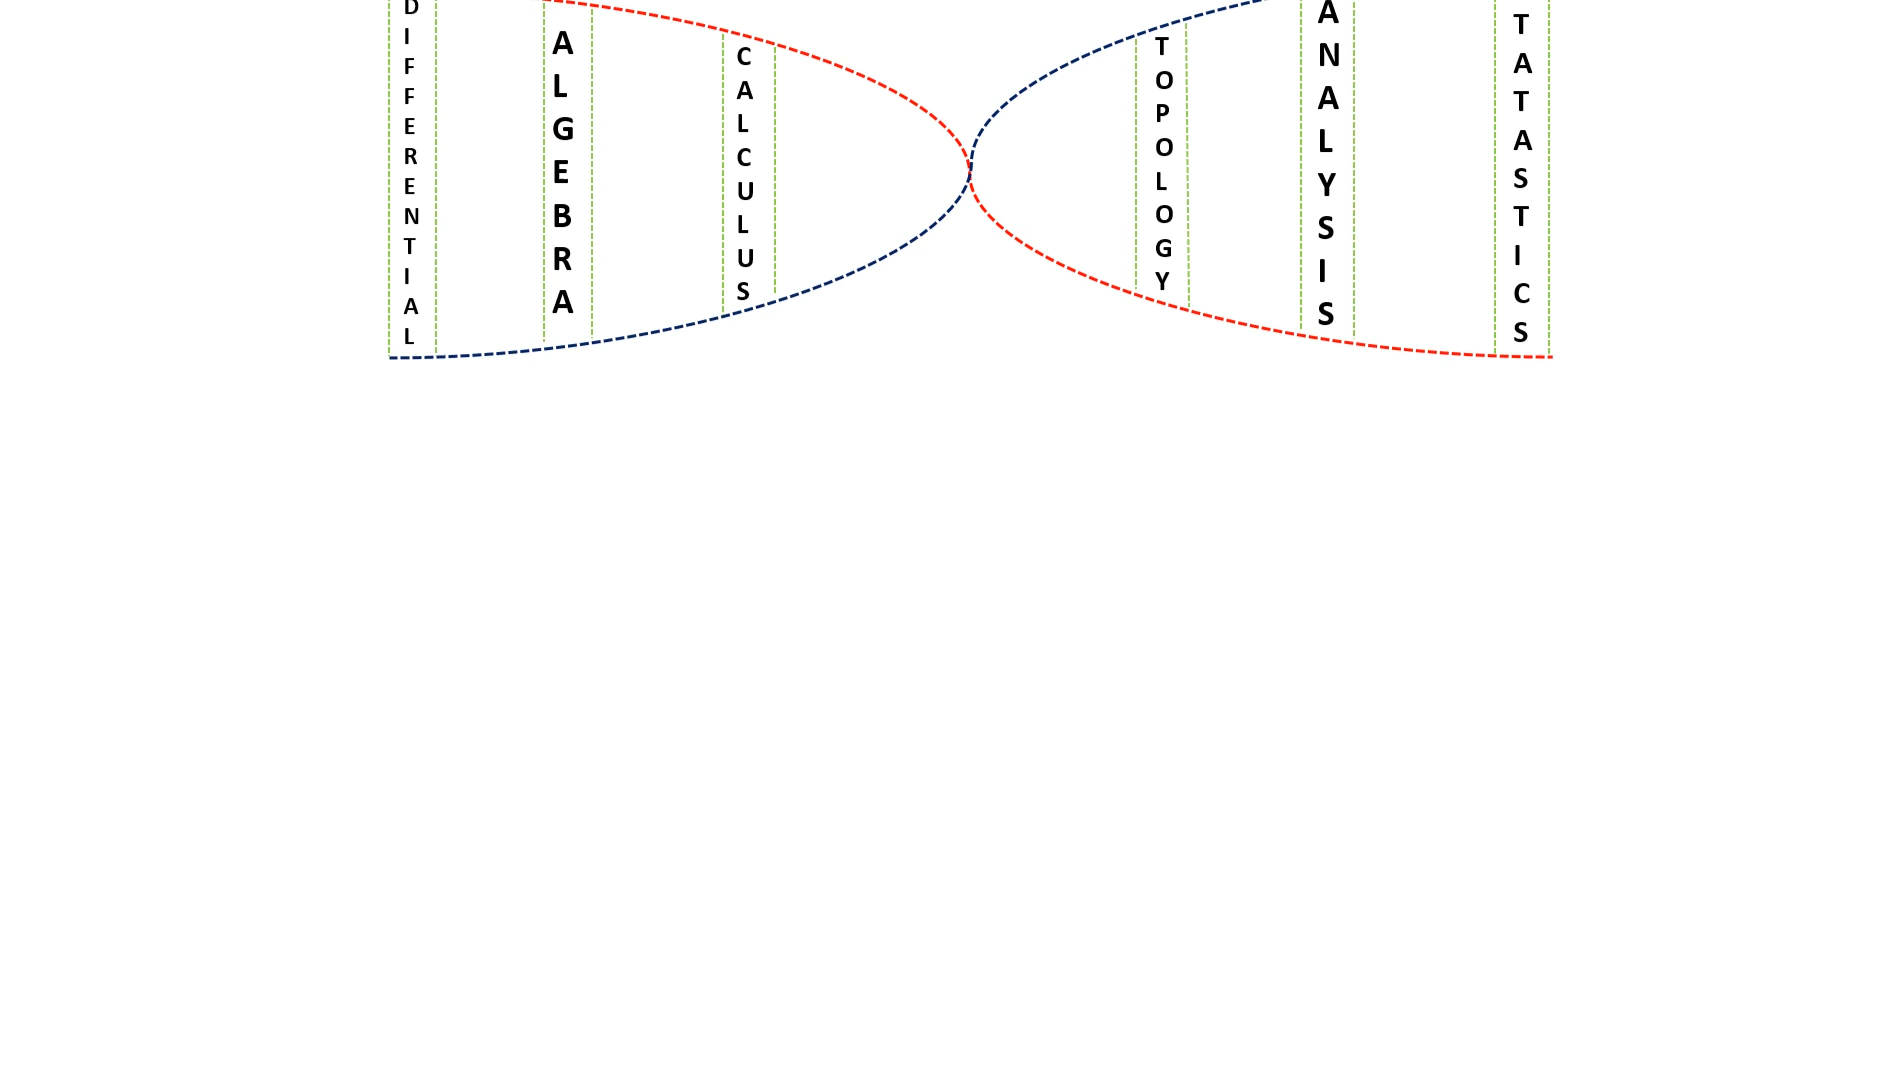 DIFFERENTIAL
ALGEBRA
CALCULUS
TOPOLOGY
ANALYSIS
TATASTICS